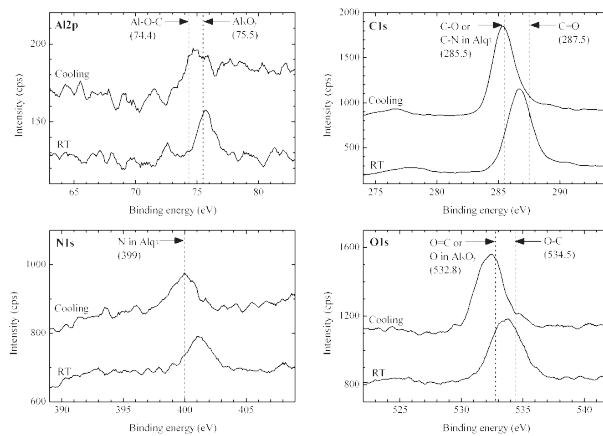 Al2p
Al-O-C
(74.4)
Al₂O₃
(75.5)
Cooling
RT
200
150
65
70
75
80
Intensity (cps)
Binding energy (eV)
C1s
C-O or
C-N in Alq₃
(285.5)
C=O
(287.5)
Cooling
RT
2000
1500
1000
500
275
280
285
290
Intensity (cps)
Binding energy (eV)
N1s
N in Alq₃
(399)
Cooling
RT
1000
800
600
390
395
400
405
Intensity (cps)
Binding energy (eV)
O1s
O=C or
O in Al₂O₃
(532.8)
O-C
(534.5)
Cooling
RT
1600
1200
800
525
530
535
540
Intensity (cps)
Binding energy (eV)